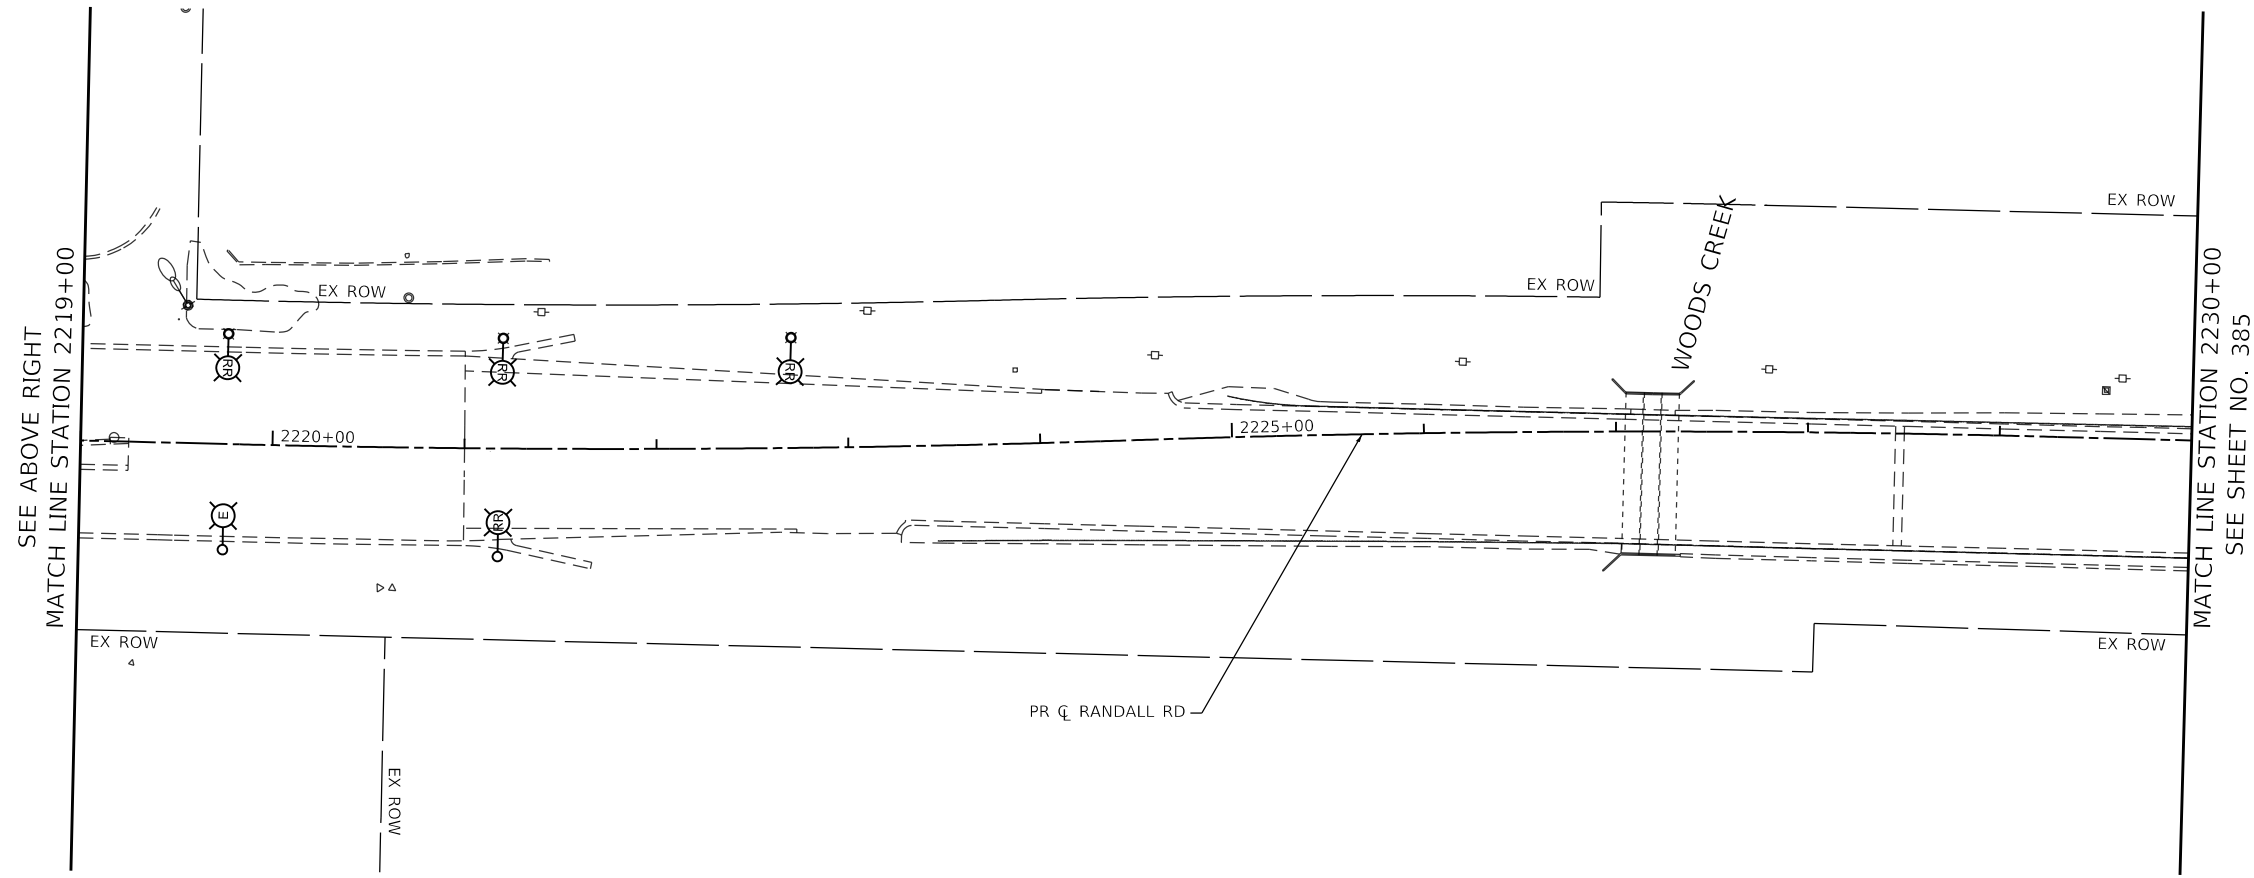 SEE ABOVE RIGHT
MATCH LINE STATION 2219+00
EX ROW
EX ROW
EX ROW
WOODS CREEK
RR
RR
RR
2220+00
2225+00
E
RR
EX ROW
EX ROW
EX ROW
PR ℄ RANDALL RD
MATCH LINE STATION 2230+00
SEE SHEET NO. 385